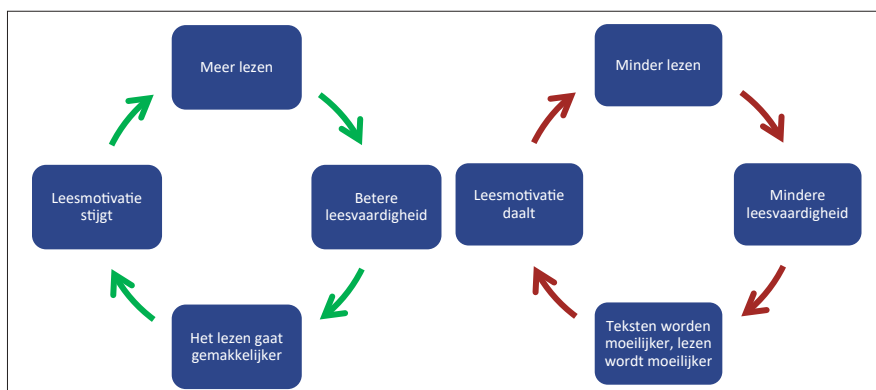 Meer lezen
Betere
leesvaardigheid
Het lezen gaat
gemakkelijker
Leesmotivatie
stijgt
Minder lezen
Mindere
leesvaardigheid
Teksten worden
moeilijker, lezen
wordt moeilijker
Leesmotivatie
daalt